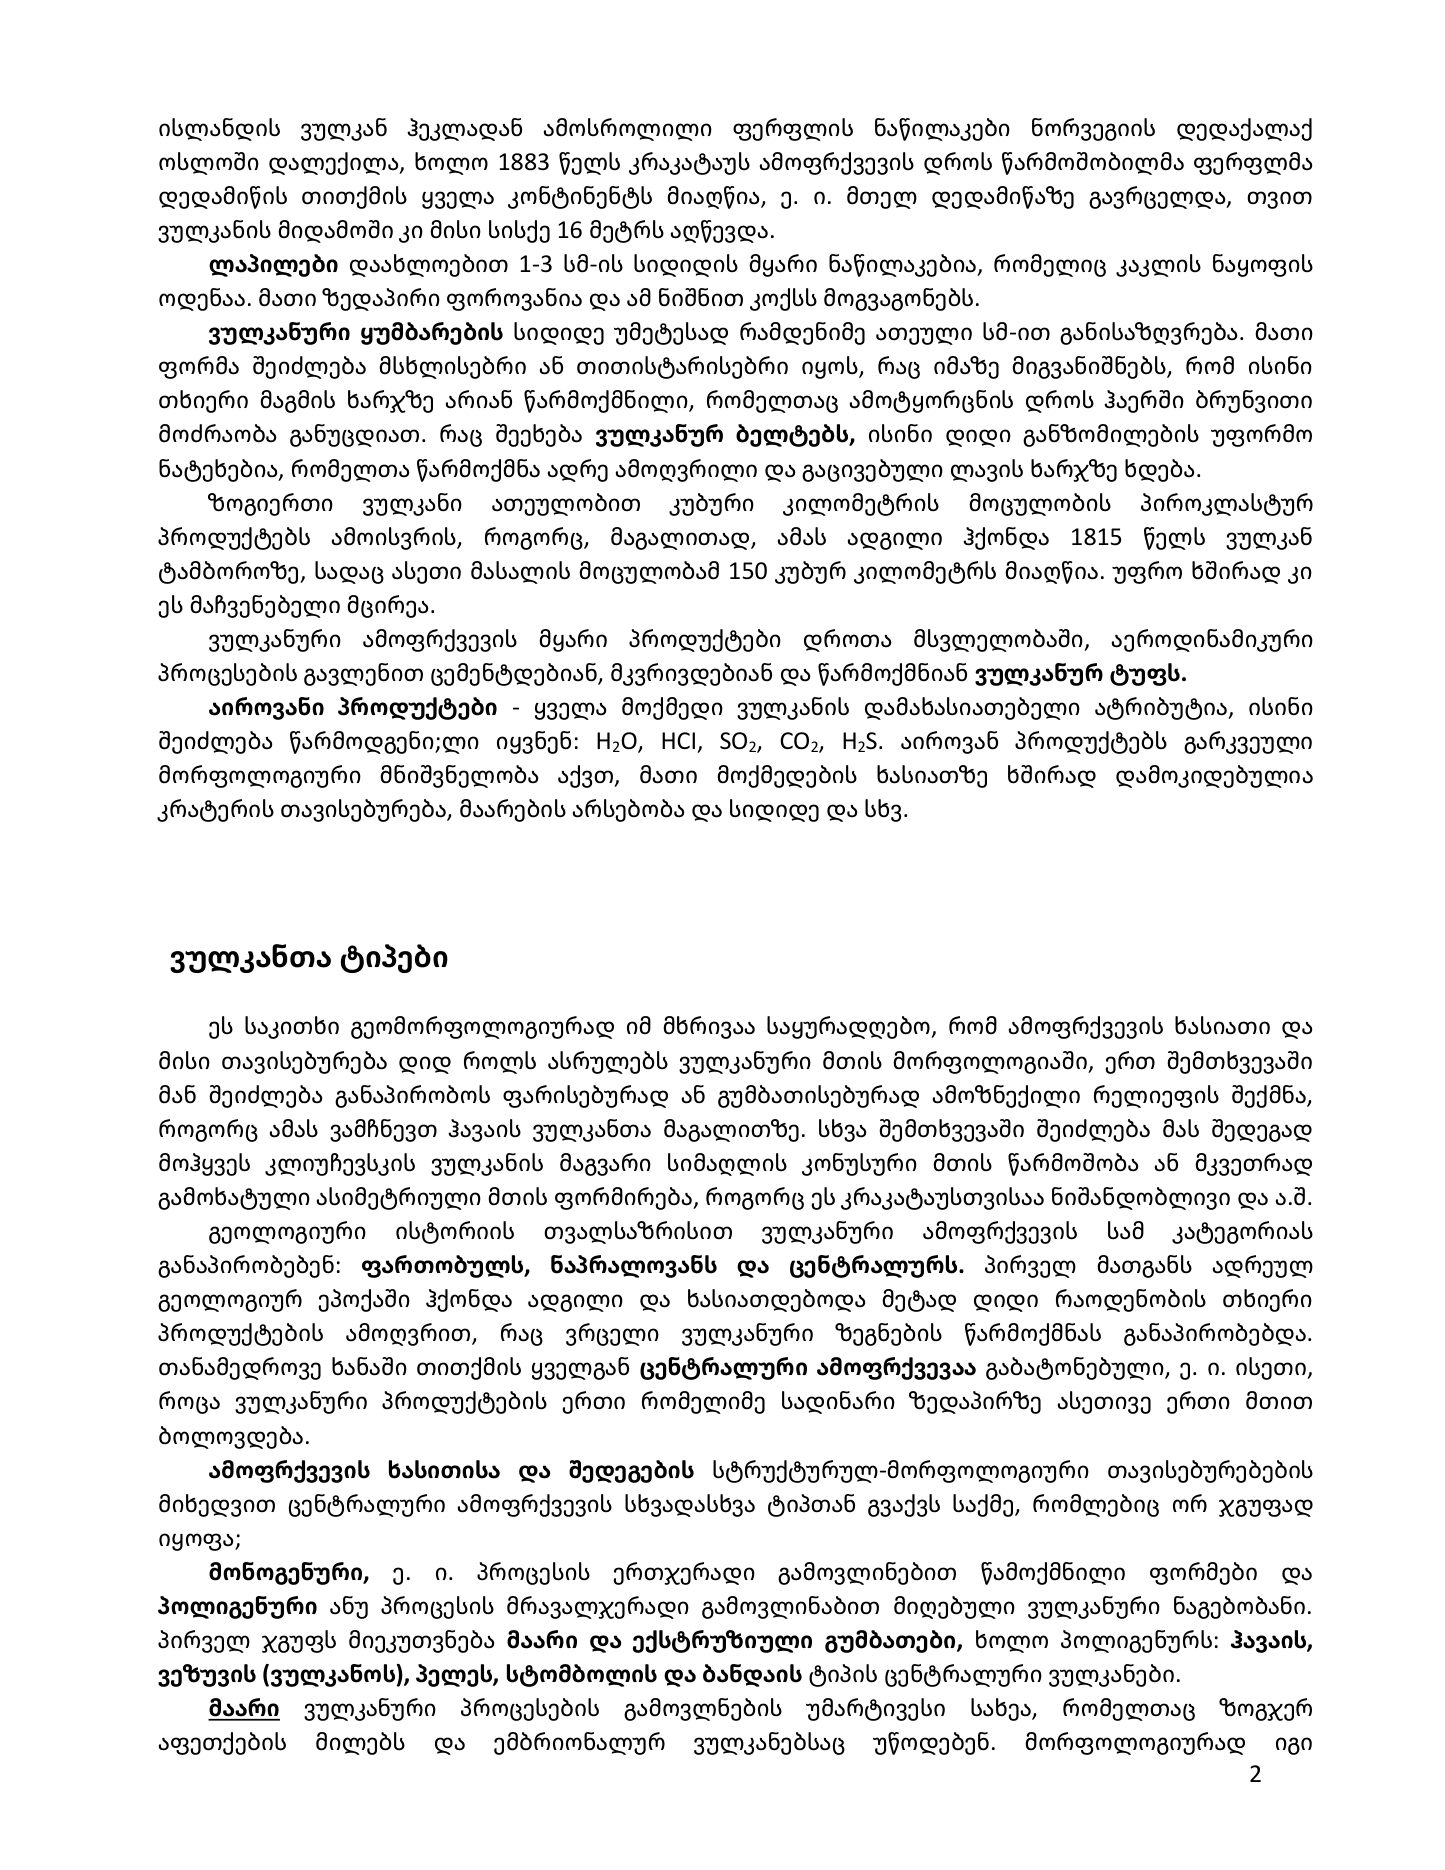 ისლანდის ვულკან ჰეკლადან ამოსროლილი ფერფლის ნაწილაკები ნორვეგიის დედაქალაქ
ოსლოში დალექილა, ხოლო 1883 წელს კრაკატაუს ამოფრქვევის დროს წარმოშობილმა ფერფლმა
დედამიწის თითქმის ყველა კონტინენტს მიაღწია, ე. ი. მთელ დედამიწაზე გავრცელდა, თვით
ვულკანის მიდამოში კი მისი სისქე 16 მეტრს აღწევდა.
ლაპილები დაახლოებით 1-3 სმ-ის სიდიდის მყარი ნაწილაკებია, რომელიც კაკლის ნაყოფის
ოდენაა. მათი ზედაპირი ფოროვანია და ამ ნიშნით კოქსს მოგვაგონებს.
ვულკანური ყუმბარების სიდიდე უმეტესად რამდენიმე ათეული სმ-ით განისაზღვრება. მათი
ფორმა შეიძლება მსხლისებრი ან თითისტარისებრი იყოს, რაც იმაზე მიგვანიშნებს, რომ ისინი
თხიერი მაგმის ხარჯზე არიან წარმოქმნილი, რომელთაც ამოტყორცნის დროს ჰაერში ბრუნვითი
მოძრაობა განუცდიათ. რაც შეეხება ვულკანურ ბელტებს, ისინი დიდი განზომილების უფორმო
ნატეხებია, რომელთა წარმოქმნა ადრე ამოღვრილი და გაცივებული ლავის ხარჯზე ხდება.
ზოგიერთი ვულკანი ათეულობით კუბური კილომეტრის მოცულობის პიროკლასტურ
პროდუქტებს ამოისვრის, როგორც, მაგალითად, ამას ადგილი ჰქონდა 1815 წელს ვულკან
ტამბოროზე, სადაც ასეთი მასალის მოცულობამ 150 კუბურ კილომეტრს მიაღწია. უფრო ხშირად კი
ეს მაჩვენებელი მცირეა.
ვულკანური ამოფრქვევის მყარი პროდუქტები დროთა მსვლელობაში, აეროდინამიკური
პროცესების გავლენით ცემენტდებიან, მკვრივდებიან და წარმოქმნიან ვულკანურ ტუფს.
აიროვანი პროდუქტები - ყველა მოქმედი ვულკანის დამახასიათებელი ატრიბუტია, ისინი
შეიძლება წარმოდგენი;ლი იყვნენ: H₂O, HCI, SO₂, CO₂, H₂S. აიროვან პროდუქტებს გარკვეული
მორფოლოგიური მნიშვნელობა აქვთ, მათი მოქმედების ხასიათზე ხშირად დამოკიდებულია
კრატერის თავისებურება, მაარების არსებობა და სიდიდე და სხვ.
ვულკანთა ტიპები
ეს საკითხი გეომორფოლოგიურად იმ მხრივაა საყურადღებო, რომ ამოფრქვევის ხასიათი და
მისი თავისებურება დიდ როლს ასრულებს ვულკანური მთის მორფოლოგიაში, ერთ შემთხვევაში
მან შეიძლება განაპირობოს ფარისებურად ან გუმბათისებურად ამოზნექილი რელიეფის შექმნა,
როგორც ამას ვამჩნევთ ჰავაის ვულკანთა მაგალითზე. სხვა შემთხვევაში შეიძლება მას შედეგად
მოჰყვეს კლიუჩევსკის ვულკანის მაგვარი სიმაღლის კონუსური მთის წარმოშობა ან მკვეთრად
გამოხატული ასიმეტრიული მთის ფორმირება, როგორც ეს კრაკატაუსთვისაა ნიშანდობლივი და ა.შ.
გეოლოგიური ისტორიის თვალსაზრისით ვულკანური ამოფრქვევის სამ კატეგორიას
განაპირობებენ: ფართობულს, ნაპრალოვანს და ცენტრალურს. პირველ მათგანს ადრეულ
გეოლოგიურ ეპოქაში ჰქონდა ადგილი და ხასიათდებოდა მეტად დიდი რაოდენობის თხიერი
პროდუქტების ამოღვრით, რაც ვრცელი ვულკანური ზეგნების წარმოქმნას განაპირობებდა.
თანამედროვე ხანაში თითქმის ყველგან ცენტრალური ამოფრქვევაა გაბატონებული, ე. ი. ისეთი,
როცა ვულკანური პროდუქტების ერთი რომელიმე სადინარი ზედაპირზე ასეთივე ერთი მთით
ბოლოვდება.
ამოფრქვევის ხასითისა და შედეგების სტრუქტურულ-მორფოლოგიური თავისებურებების
მიხედვით ცენტრალური ამოფრქვევის სხვადასხვა ტიპთან გვაქვს საქმე, რომლებიც ორ ჯგუფად
იყოფა;
მონოგენური, ე. ი. პროცესის ერთჯერადი გამოვლინებით წამოქმნილი ფორმები და
პოლიგენური ანუ პროცესის მრავალჯერადი გამოვლინაბით მიღებული ვულკანური ნაგებობანი.
პირველ ჯგუფს მიეკუთვნება მაარი და ექსტრუზიული გუმბათები, ხოლო პოლიგენურს: ჰავაის,
ვეზუვის (ვულკანოს), პელეს, სტომბოლის და ბანდაის ტიპის ცენტრალური ვულკანები.
მაარი ვულკანური პროცესების გამოვლნების უმარტივესი სახეა, რომელთაც ზოგჯერ
აფეთქების მილებს და ემბრიონალურ ვულკანებსაც უწოდებენ. მორფოლოგიურად იგი
2